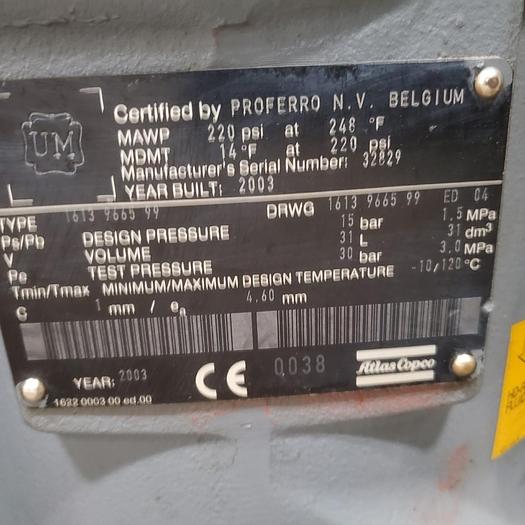 UM
Certified by PROFERRO N.V. BELGIUM
MAWP 220 psi at 248 °F
MDMT 14°F at 220 psi
Manufacturer's Serial Number: 32829
YEAR BUILT: 2003
TYPE 1613 9665 99 DRWG 1613 9665 99 ED 04
Ps/Pb DESIGN PRESSURE 15 bar 1.5 MPa
V VOLUME 31 L 31 dm³
Pe TEST PRESSURE 30 bar 3.0 MPa
Tmin/Tmax MINIMUM/MAXIMUM DESIGN TEMPERATURE -10/120°C
C 1 mm / en 4.60 mm
YEAR: 2003 CE 0038 Atlas Copco
1622 0003 00 ed.00